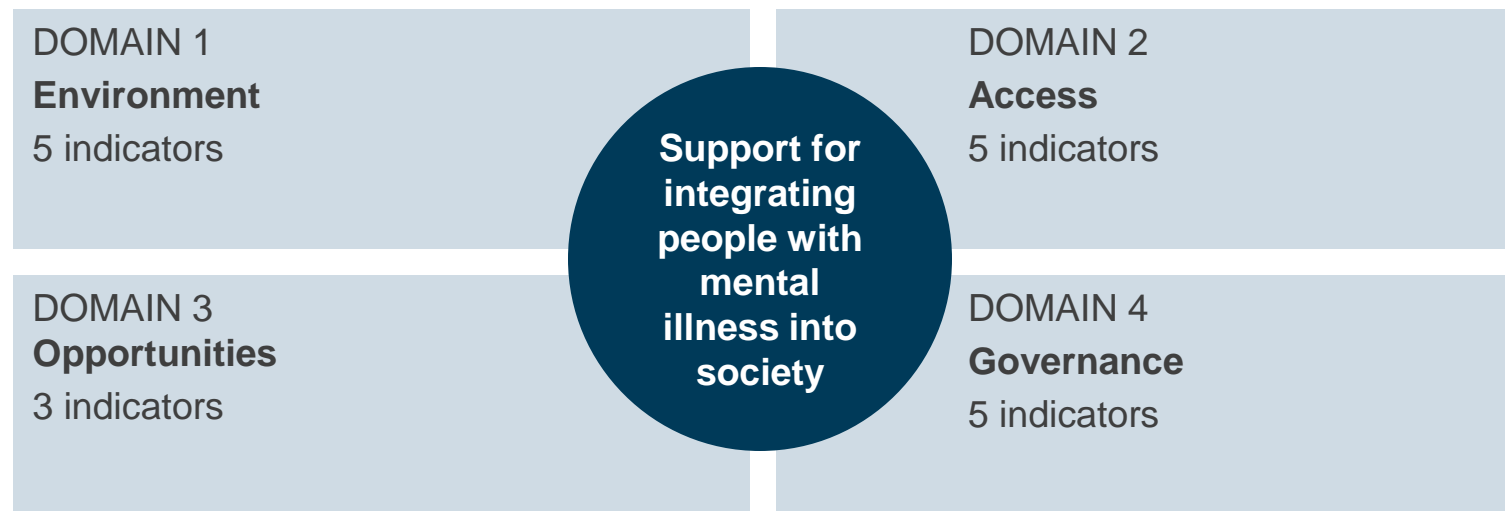 DOMAIN 1
Environment
5 indicators
DOMAIN 2
Access
5 indicators
Support for
integrating
people with
mental
illness into
society
DOMAIN 3
Opportunities
3 indicators
DOMAIN 4
Governance
5 indicators